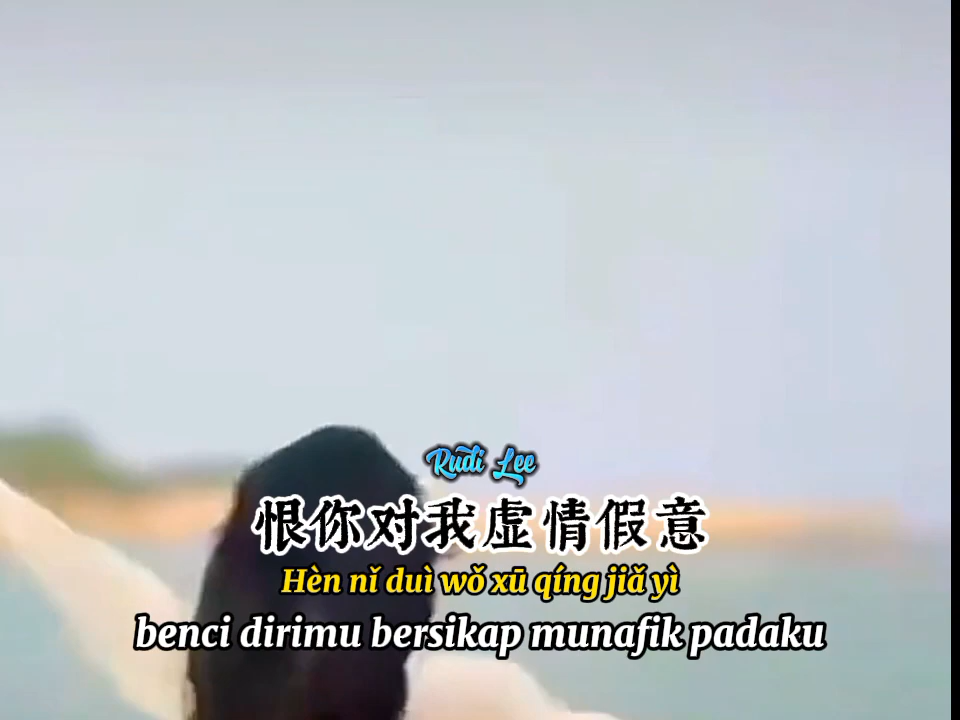 Rudi Lee
恨你对我虚情假意
Hèn nǐ duì wǒ xū qíng jiǎ yì
benci dirimu bersikap munafik padaku